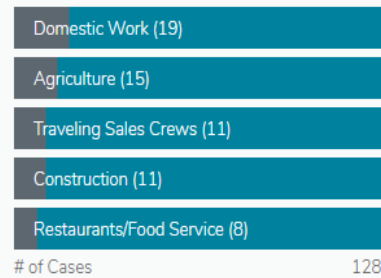 Domestic Work (19)
Agriculture (15)
Traveling Sales Crews (11)
Construction (11)
Restaurants/Food Service (8)
# of Cases 128